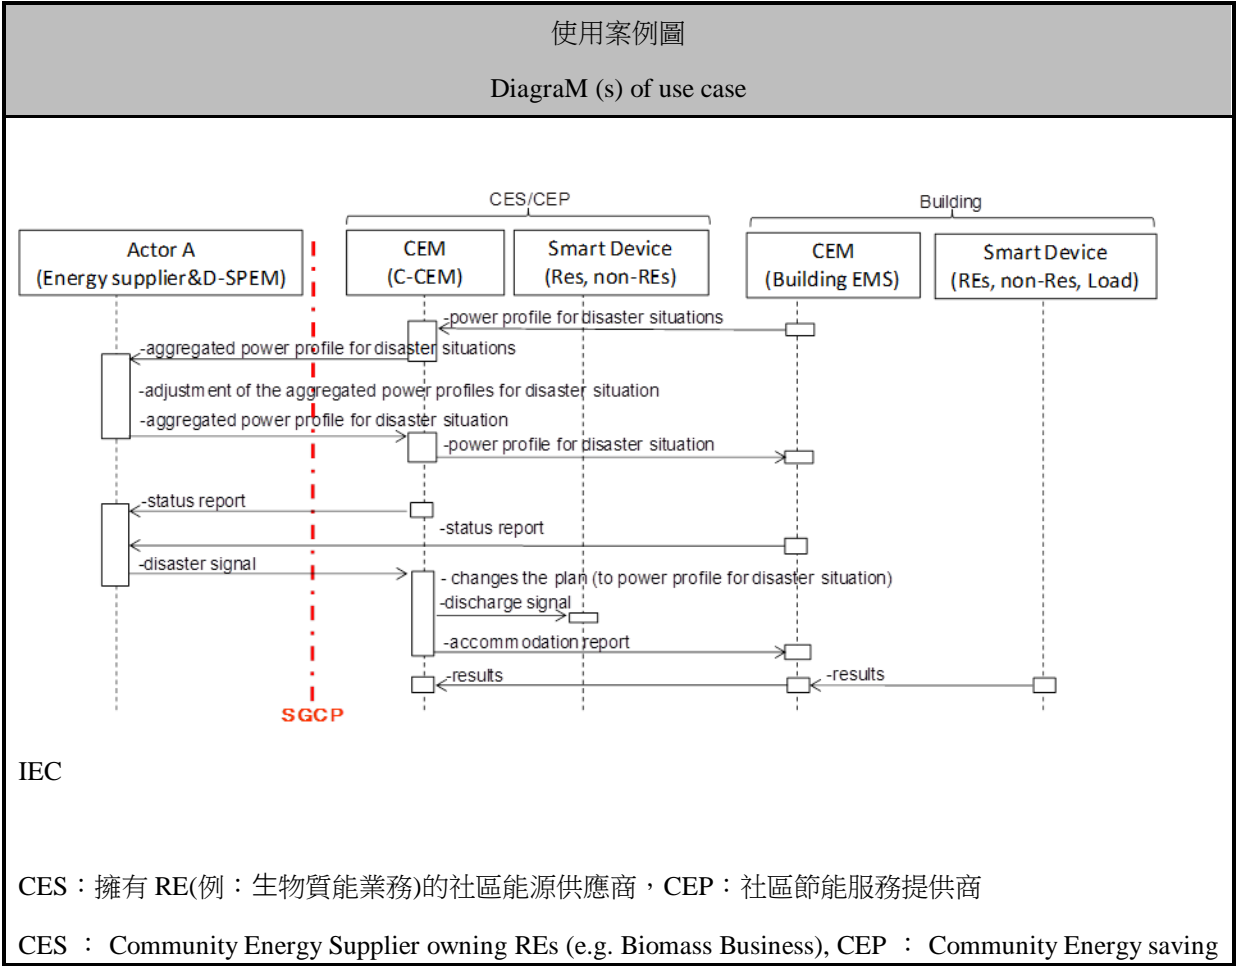 使用案例圖
DiagraM (s) of use case
CES/CEP
Building
Actor A
(Energy supplier&D-SPEM)
CEM
(C-CEM)
Smart Device
(Res, non-REs)
CEM
(Building EMS)
Smart Device
(REs, non-Res, Load)
-power profile for disaster situations
-aggregated power profile for disaster situations
-adjustment of the aggregated power profiles for disaster situation
-aggregated power profile for disaster situation
-power profile for disaster situation
-status report
-status report
-disaster signal
- changes the plan (to power profile for disaster situation)
-discharge signal
-accommodation report
-results
-results
SGCP
IEC
CES：擁有 RE(例：生物質能業務)的社區能源供應商，CEP：社區節能服務提供商
CES ： Community Energy Supplier owning REs (e.g. Biomass Business), CEP ： Community Energy saving